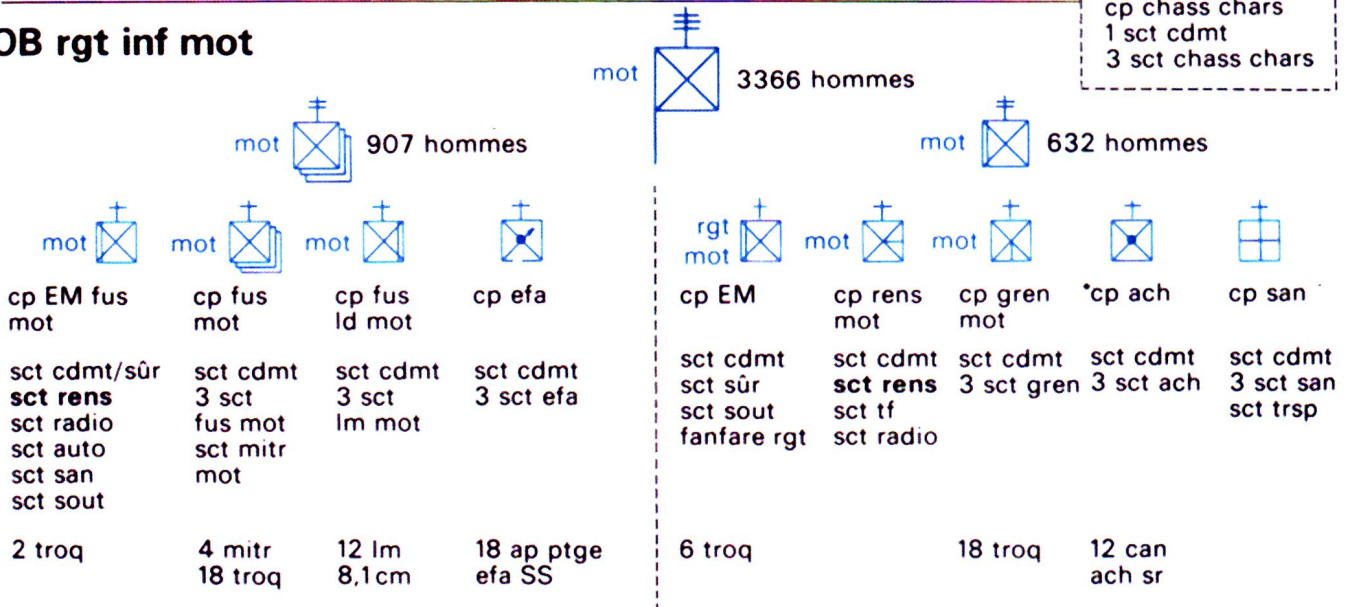 OB rgt inf mot
cp chass chars
1 sct cdmt
3 sct chass chars
mot 3366 hommes
mot 907 hommes
mot 632 hommes
mot
cp EM fus
mot
sct cdmt/sûr
sct rens
sct radio
sct auto
sct san
sct sout
2 troq
mot
cp fus
mot
sct cdmt
3 sct
fus mot
sct mitr
mot
4 mitr
18 troq
mot
cp fus
ld mot
sct cdmt
3 sct
lm mot
12 lm
8,1cm
cp efa
sct cdmt
3 sct efa
18 ap ptge
efa SS
rgt
mot
cp EM
sct cdmt
sct sûr
sct sout
fanfare rgt
6 troq
mot
cp rens
mot
sct cdmt
sct rens
sct tf
sct radio
mot
cp gren
mot
sct cdmt
3 sct gren
18 troq
*cp ach
sct cdmt
3 sct ach
12 can
ach sr
cp san
sct cdmt
3 sct san
sct trsp